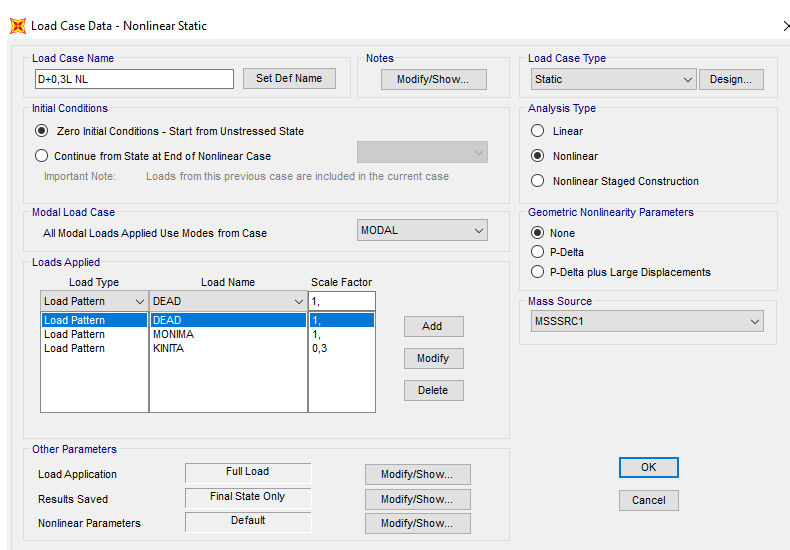 Load Case Data - Nonlinear Static
Load Case Name
D+0,3L NL
Set Def Name
Notes
Modify/Show...
Load Case Type
Static
Design...
Initial Conditions
Zero Initial Conditions - Start from Unstressed State
Continue from State at End of Nonlinear Case
Important Note: Loads from this previous case are included in the current case
Analysis Type
Linear
Nonlinear
Nonlinear Staged Construction
Modal Load Case
All Modal Loads Applied Use Modes from Case
MODAL
Geometric Nonlinearity Parameters
None
P-Delta
P-Delta plus Large Displacements
Loads Applied
Load Type Load Name Scale Factor
Load Pattern DEAD 1,
Load Pattern DEAD 1,
Load Pattern MONIMA 1,
Load Pattern KINITA 0,3
Add
Modify
Delete
Mass Source
MSSSRC1
Other Parameters
Load Application Full Load Modify/Show...
Results Saved Final State Only Modify/Show...
Nonlinear Parameters Default Modify/Show...
OK
Cancel